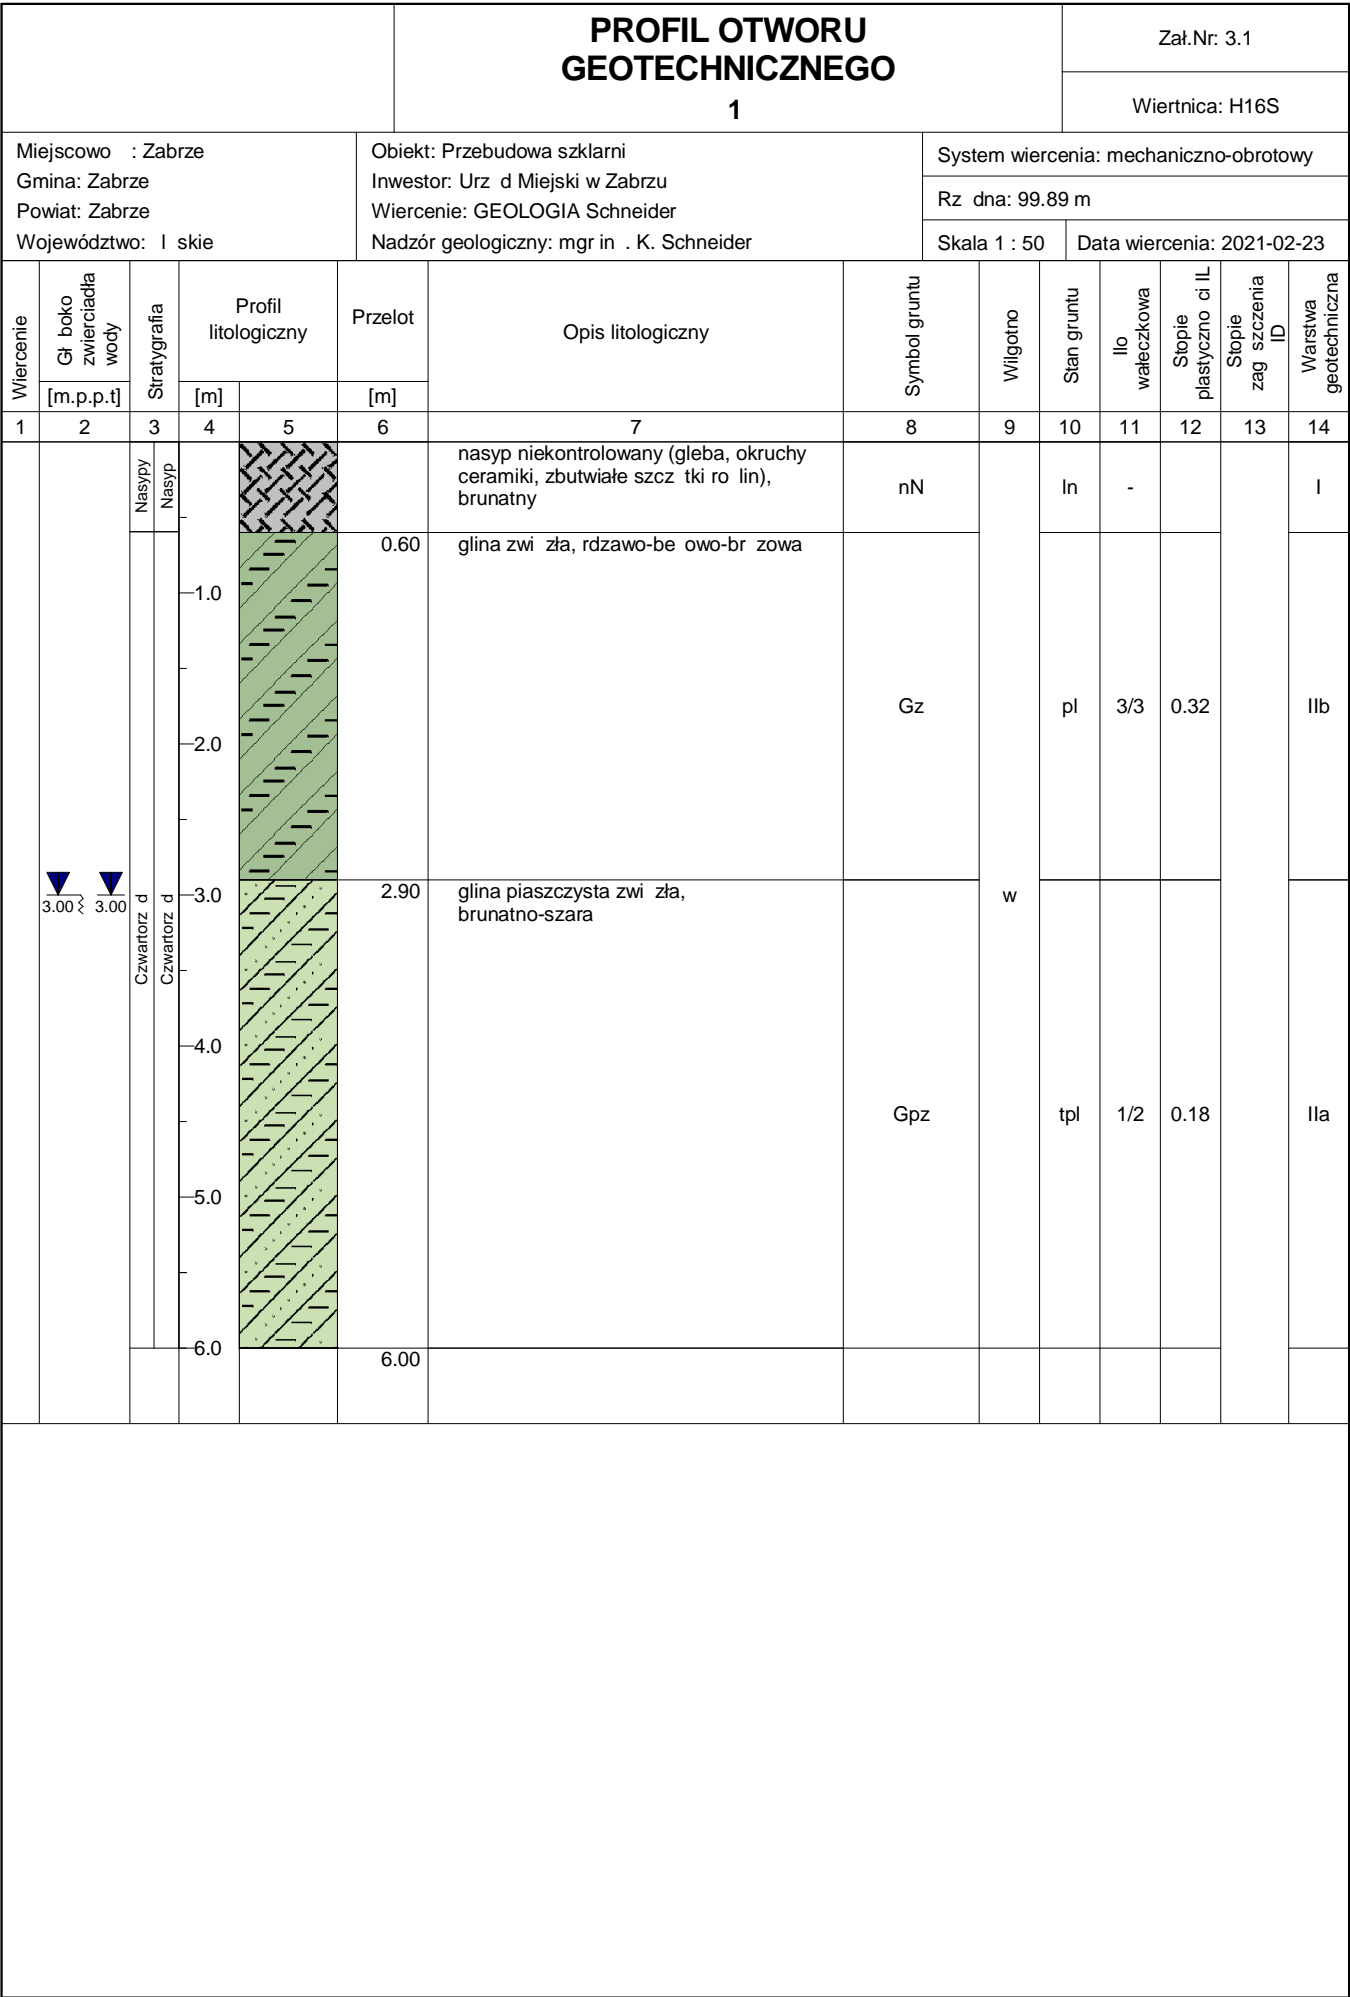 PROFIL OTWORU
GEOTECHNICZNEGO
1
Zał.Nr: 3.1
Wiertnica: H16S
Miejscowo : Zabrze
Gmina: Zabrze
Powiat: Zabrze
Województwo: l skie
Obiekt: Przebudowa szklarni
Inwestor: Urz d Miejski w Zabrzu
Wiercenie: GEOLOGIA Schneider
Nadzór geologiczny: mgr in . K. Schneider
System wiercenia: mechaniczno-obrotowy
Rz dna: 99.89 m
Skala 1 : 50
Data wiercenia: 2021-02-23
Wiercenie
Gł boko
zwierciadła
wody
[m.p.p.t]
Stratygrafia
Profil
litologiczny
[m]
Przelot
[m]
Opis litologiczny
Symbol gruntu
Wilgotno
Stan gruntu
Ilo
wałeczkowa
Stopie
plastyczno ci IL
Stopie
zag szczenia
ID
Warstwa
geotechniczna
1 2 3 4 5 6 7 8 9 10 11 12 13 14
Nasypy
Nasyp
nasyp niekontrolowany (gleba, okruchy
ceramiki, zbutwiałe szcz tki ro lin),
brunatny
nN
ln
-
I
0.60
glina zwi zła, rdzawo-be owo-br zowa
1.0
Gz
pl
3/3
0.32
IIb
2.0
3.00
3.00
Czwartorz d
Czwartorz d
3.0
2.90
glina piaszczysta zwi zła,
brunatno-szara
w
4.0
Gpz
tpl
1/2
0.18
IIa
5.0
6.0
6.00